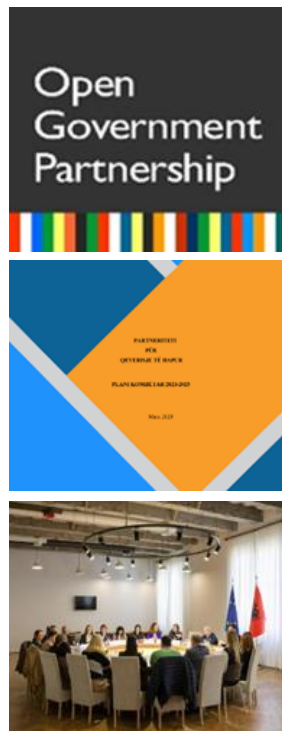 Open
Government
Partnership
PARTNERITETI
PËR
QEVERISJE TË HAPUR
PLANI KOMBËTAR 2023-2025